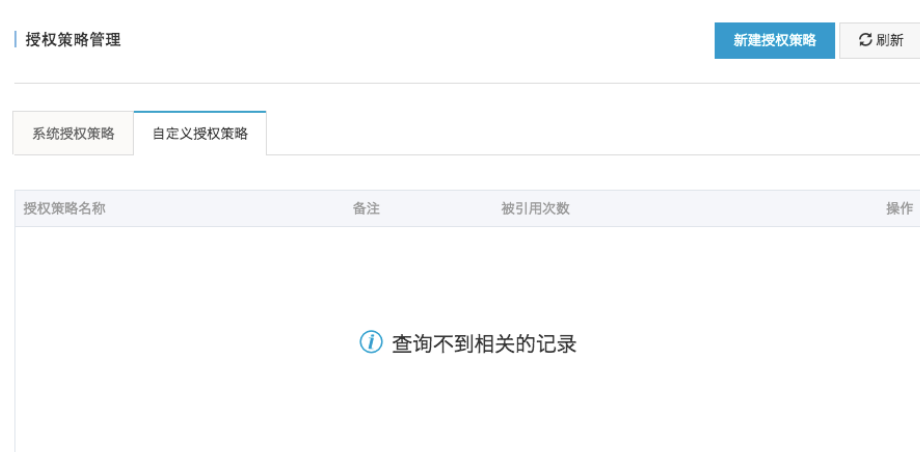 授权策略管理 新建授权策略 刷新
系统授权策略 自定义授权策略
授权策略名称 备注 被引用次数 操作
查询不到相关的记录